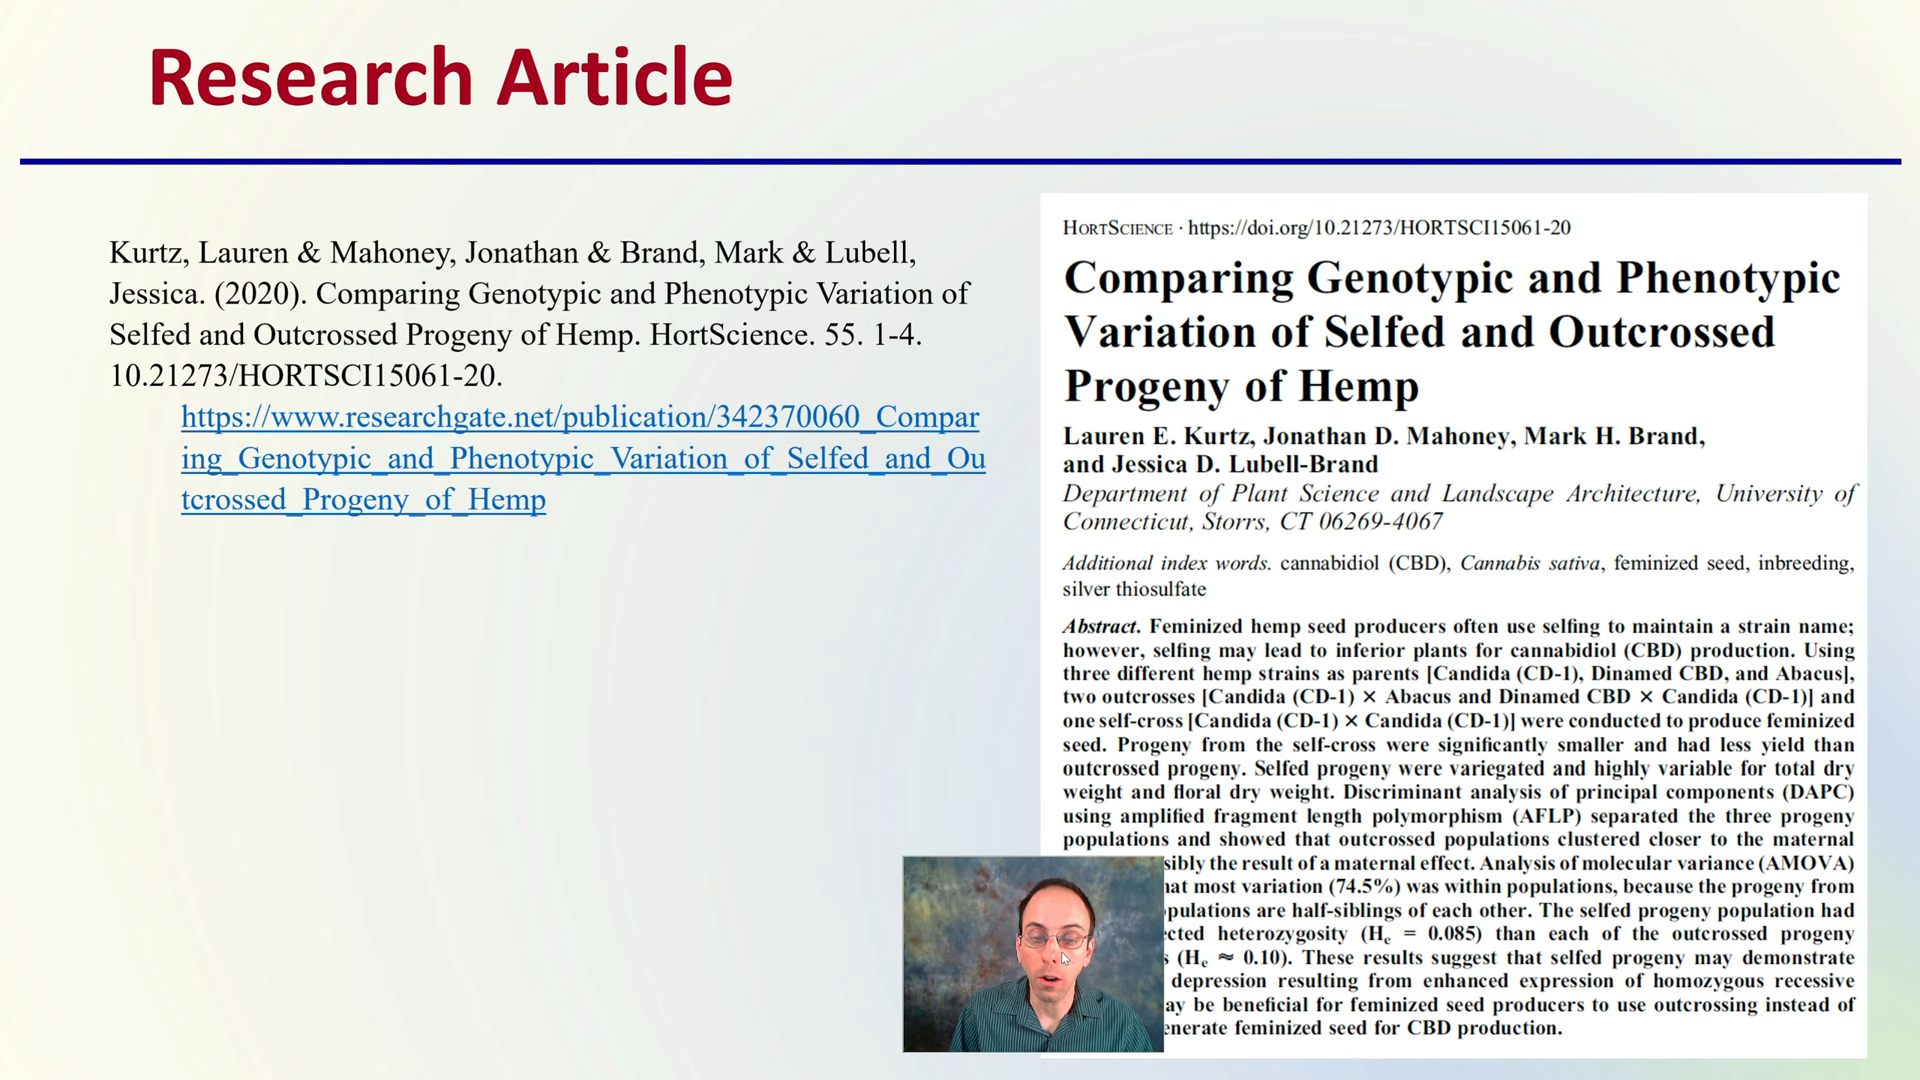 Research Article
Kurtz, Lauren & Mahoney, Jonathan & Brand, Mark & Lubell,
Jessica. (2020). Comparing Genotypic and Phenotypic Variation of
Selfed and Outcrossed Progeny of Hemp. HortScience. 55. 1-4.
10.21273/HORTSCI15061-20.
https://www.researchgate.net/publication/342370060_Compar
ing_Genotypic_and_Phenotypic_Variation_of_Selfed_and_Ou
tcrossed_Progeny_of_Hemp
HORTSCIENCE · https://doi.org/10.21273/HORTSCI15061-20
Comparing Genotypic and Phenotypic
Variation of Selfed and Outcrossed
Progeny of Hemp
Lauren E. Kurtz, Jonathan D. Mahoney, Mark H. Brand,
and Jessica D. Lubell-Brand
Department of Plant Science and Landscape Architecture, University of
Connecticut, Storrs, CT 06269-4067
Additional index words. cannabidiol (CBD), Cannabis sativa, feminized seed, inbreeding,
silver thiosulfate
Abstract. Feminized hemp seed producers often use selfing to maintain a strain name;
however, selfing may lead to inferior plants for cannabidiol (CBD) production. Using
three different hemp strains as parents [Candida (CD-1), Dinamed CBD, and Abacus],
two outcrosses [Candida (CD-1) × Abacus and Dinamed CBD × Candida (CD-1)] and
one self-cross [Candida (CD-1) × Candida (CD-1)] were conducted to produce feminized
seed. Progeny from the self-cross were significantly smaller and had less yield than
outcrossed progeny. Selfed progeny were variegated and highly variable for total dry
weight and floral dry weight. Discriminant analysis of principal components (DAPC)
using amplified fragment length polymorphism (AFLP) separated the three progeny
populations and showed that outcrossed populations clustered closer to the maternal
the result of a maternal effect. Analysis of molecular variance (AMOVA)
most variation (74.5%) was within populations, because the progeny from
are half-siblings of each other. The selfed progeny population had
heterozygosity (He = 0.085) than each of the outcrossed progeny
(He ≈ 0.10). These results suggest that selfed progeny may demonstrate
depression resulting from enhanced expression of homozygous recessive
be beneficial for feminized seed producers to use outcrossing instead of
feminized seed for CBD production.